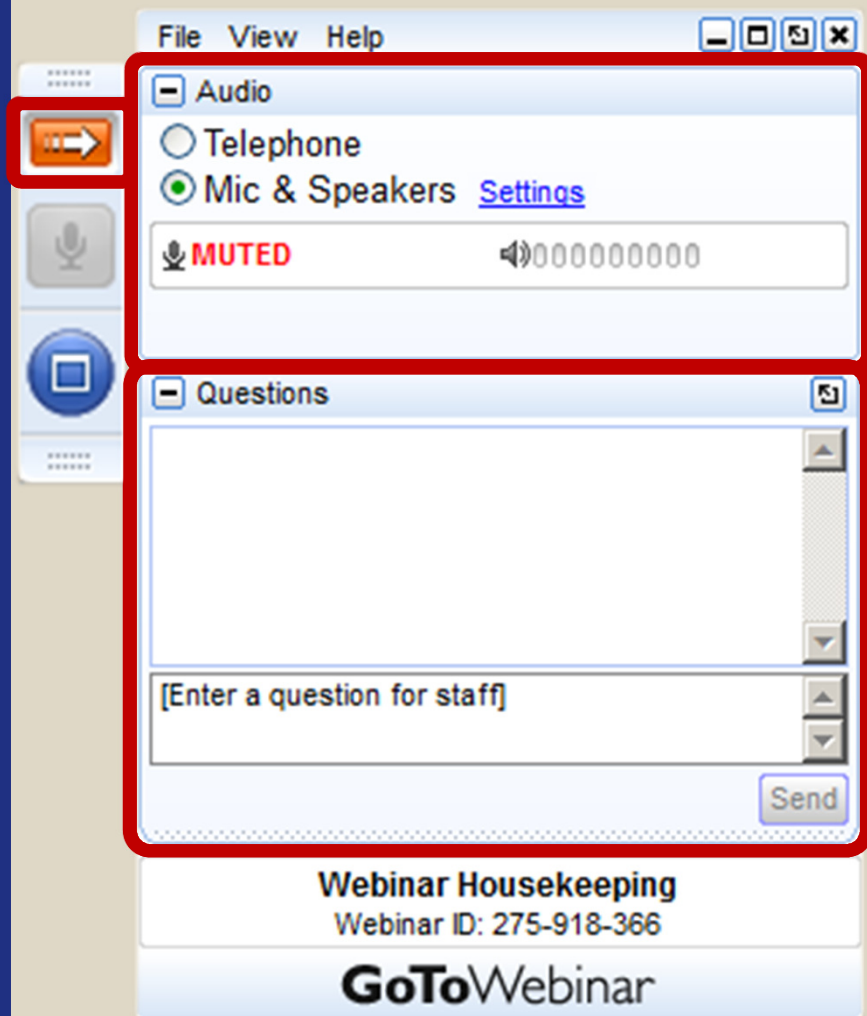 File View Help
Audio
Telephone
Mic & Speakers Settings
MUTED
Questions
[Enter a question for staff]
Send
Webinar Housekeeping
Webinar ID: 275-918-366
GoToWebinar